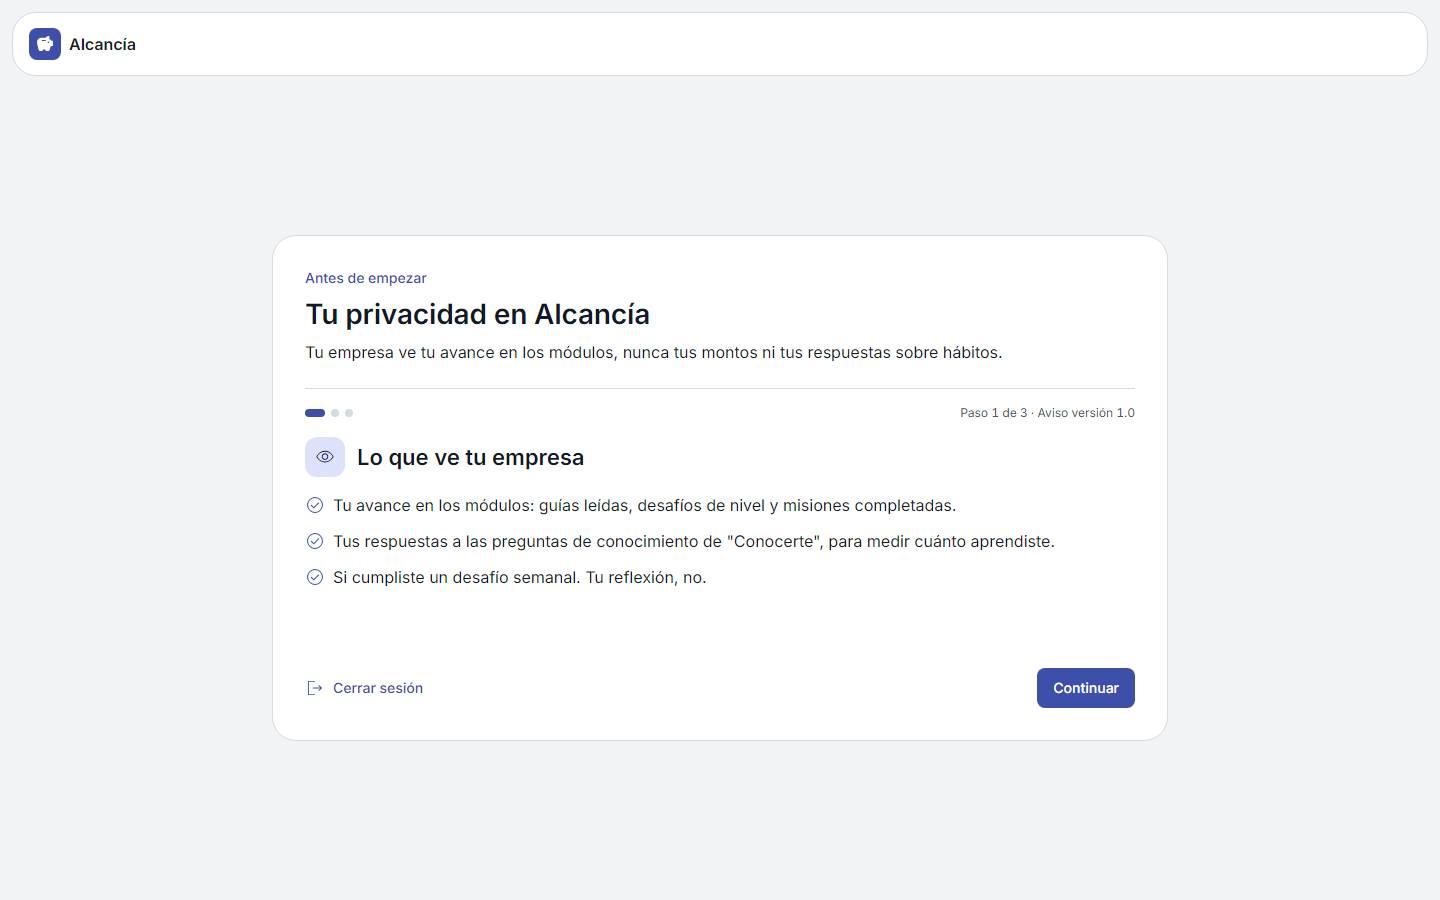 Alcancía
Antes de empezar
Tu privacidad en Alcancía
Tu empresa ve tu avance en los módulos, nunca tus montos ni tus respuestas sobre hábitos.
Paso 1 de 3 · Aviso versión 1.0
Lo que ve tu empresa
Tu avance en los módulos: guías leídas, desafíos de nivel y misiones completadas.
Tus respuestas a las preguntas de conocimiento de "Conocerte", para medir cuánto aprendiste.
Si cumpliste un desafío semanal. Tu reflexión, no.
Cerrar sesión
Continuar